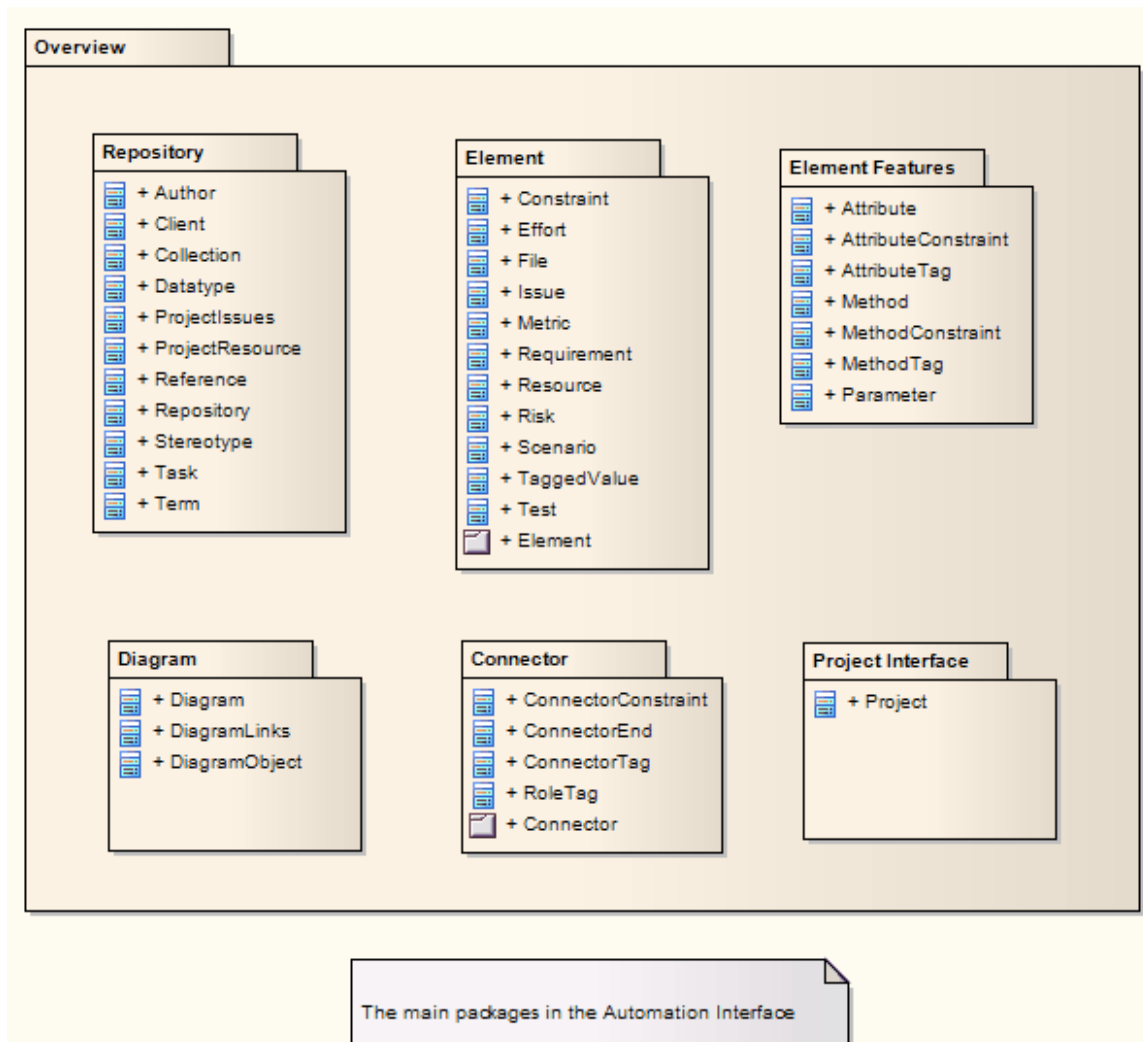 Overview
Repository
+ Author
+ Client
+ Collection
+ Datatype
+ ProjectIssues
+ ProjectResource
+ Reference
+ Repository
+ Stereotype
+ Task
+ Term
Element
+ Constraint
+ Effort
+ File
+ Issue
+ Metric
+ Requirement
+ Resource
+ Risk
+ Scenario
+ TaggedValue
+ Test
+ Element
Element Features
+ Attribute
+ AttributeConstraint
+ AttributeTag
+ Method
+ MethodConstraint
+ MethodTag
+ Parameter
Diagram
+ Diagram
+ DiagramLinks
+ DiagramObject
Connector
+ ConnectorConstraint
+ ConnectorEnd
+ ConnectorTag
+ RoleTag
+ Connector
Project Interface
+ Project
The main packages in the Automation Interface